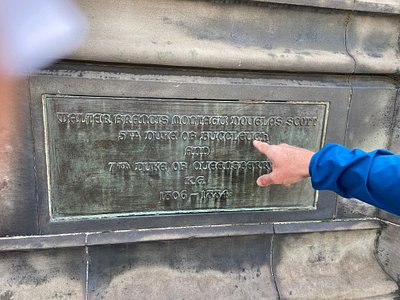 WALTER FRANCIS MONTAGU DOUGLAS SCOTT
5TH DUKE OF BUCCLEUCH
AND
7TH DUKE OF QUEENSBERRY
K.G.
1806 – 1884